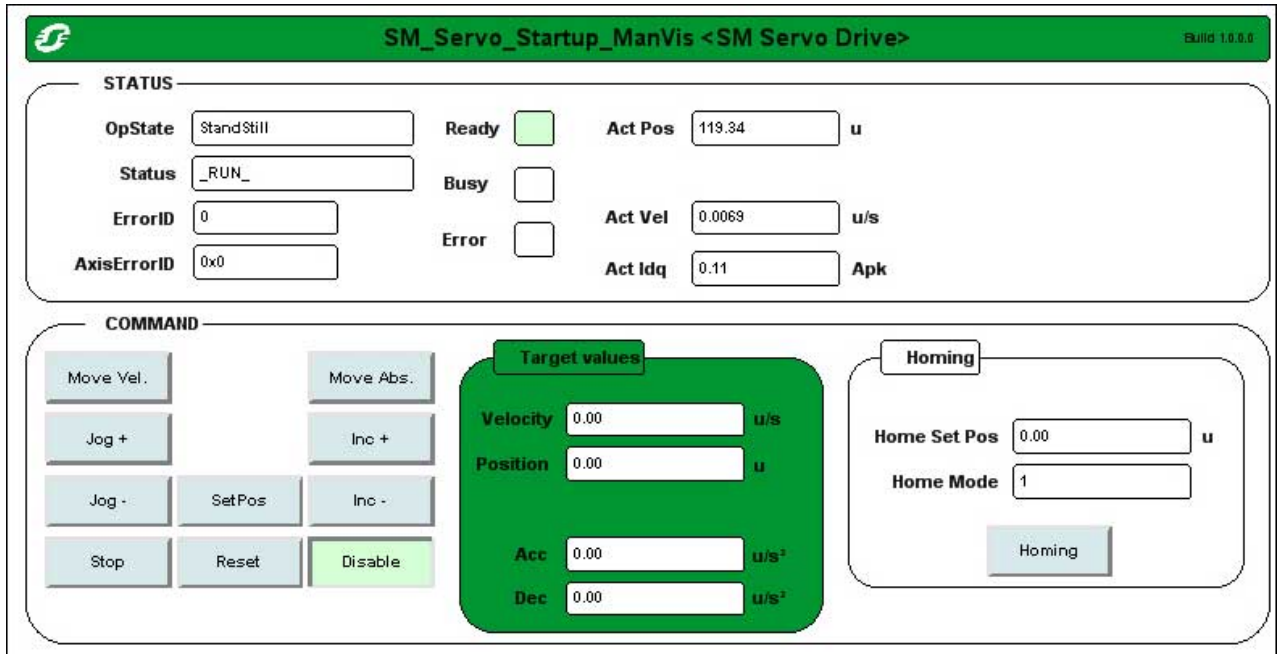 SM_Servo_Startup_ManVis <SM Servo Drive>
Build 1.0.0.0
STATUS
OpState StandStill Ready Act Pos 119.34 u
Status _RUN_ Busy
ErrorID 0 Act Vel 0.0069 u/s
Error
AxisErrorID 0x0 Act Idq 0.11 Apk
COMMAND
Move Vel. Move Abs.
Jog + Inc +
Jog - SetPos Inc -
Stop Reset Disable
Target values
Velocity 0.00 u/s
Position 0.00 u
Acc 0.00 u/s²
Dec 0.00 u/s²
Homing
Home Set Pos 0.00 u
Home Mode 1
Homing